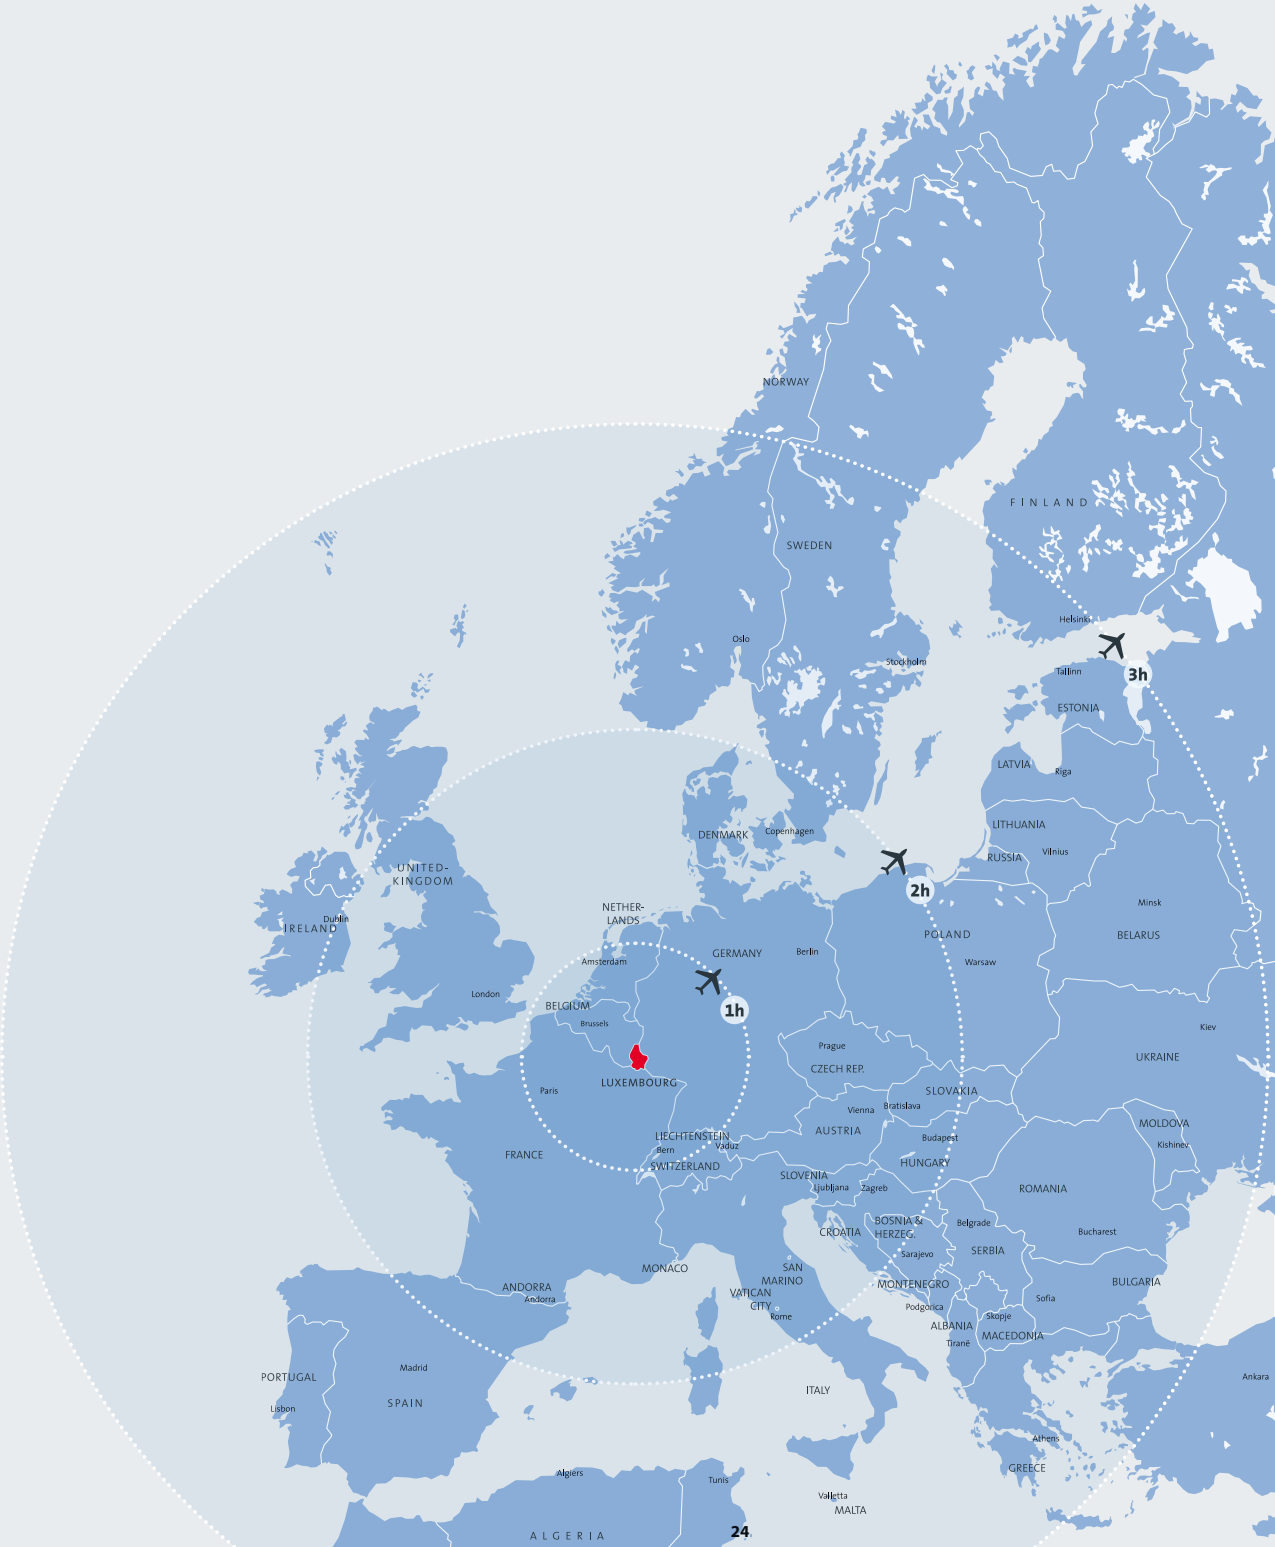 NORWAY
FINLAND
SWEDEN
Helsinki
Oslo
Stockholm
Tallinn
3h
ESTONIA
LATVIA
Riga
LITHUANIA
DENMARK
Copenhagen
Vilnius
RUSSIA
UNITED-
KINGDOM
2h
Minsk
NETHER-
LANDS
Dublin
IRELAND
POLAND
BELARUS
GERMANY
Berlin
Amsterdam
Warsaw
London
BELGIUM
1h
Brussels
Kiev
Prague
UKRAINE
CZECH REP.
LUXEMBOURG
Paris
SLOVAKIA
Vienna
Bratislava
MOLDOVA
AUSTRIA
LIECHTENSTEIN
Budapest
Vaduz
Kishinev
Bern
FRANCE
HUNGARY
SWITZERLAND
SLOVENIA
Ljubljana
Zagreb
ROMANIA
BOSNIA &
HERZEG.
Belgrade
CROATIA
Bucharest
Sarajevo
SERBIA
MONACO
SAN
MARINO
MONTENEGRO
BULGARIA
ANDORRA
Andorra
VATICAN
CITY
Sofia
Podgorica
Rome
Skopje
ALBANIA
MACEDONIA
Tiranë
Madrid
PORTUGAL
Ankara
ITALY
SPAIN
Lisbon
Athens
GREECE
Algiers
Tunis
Valletta
MALTA
ALGERIA
24